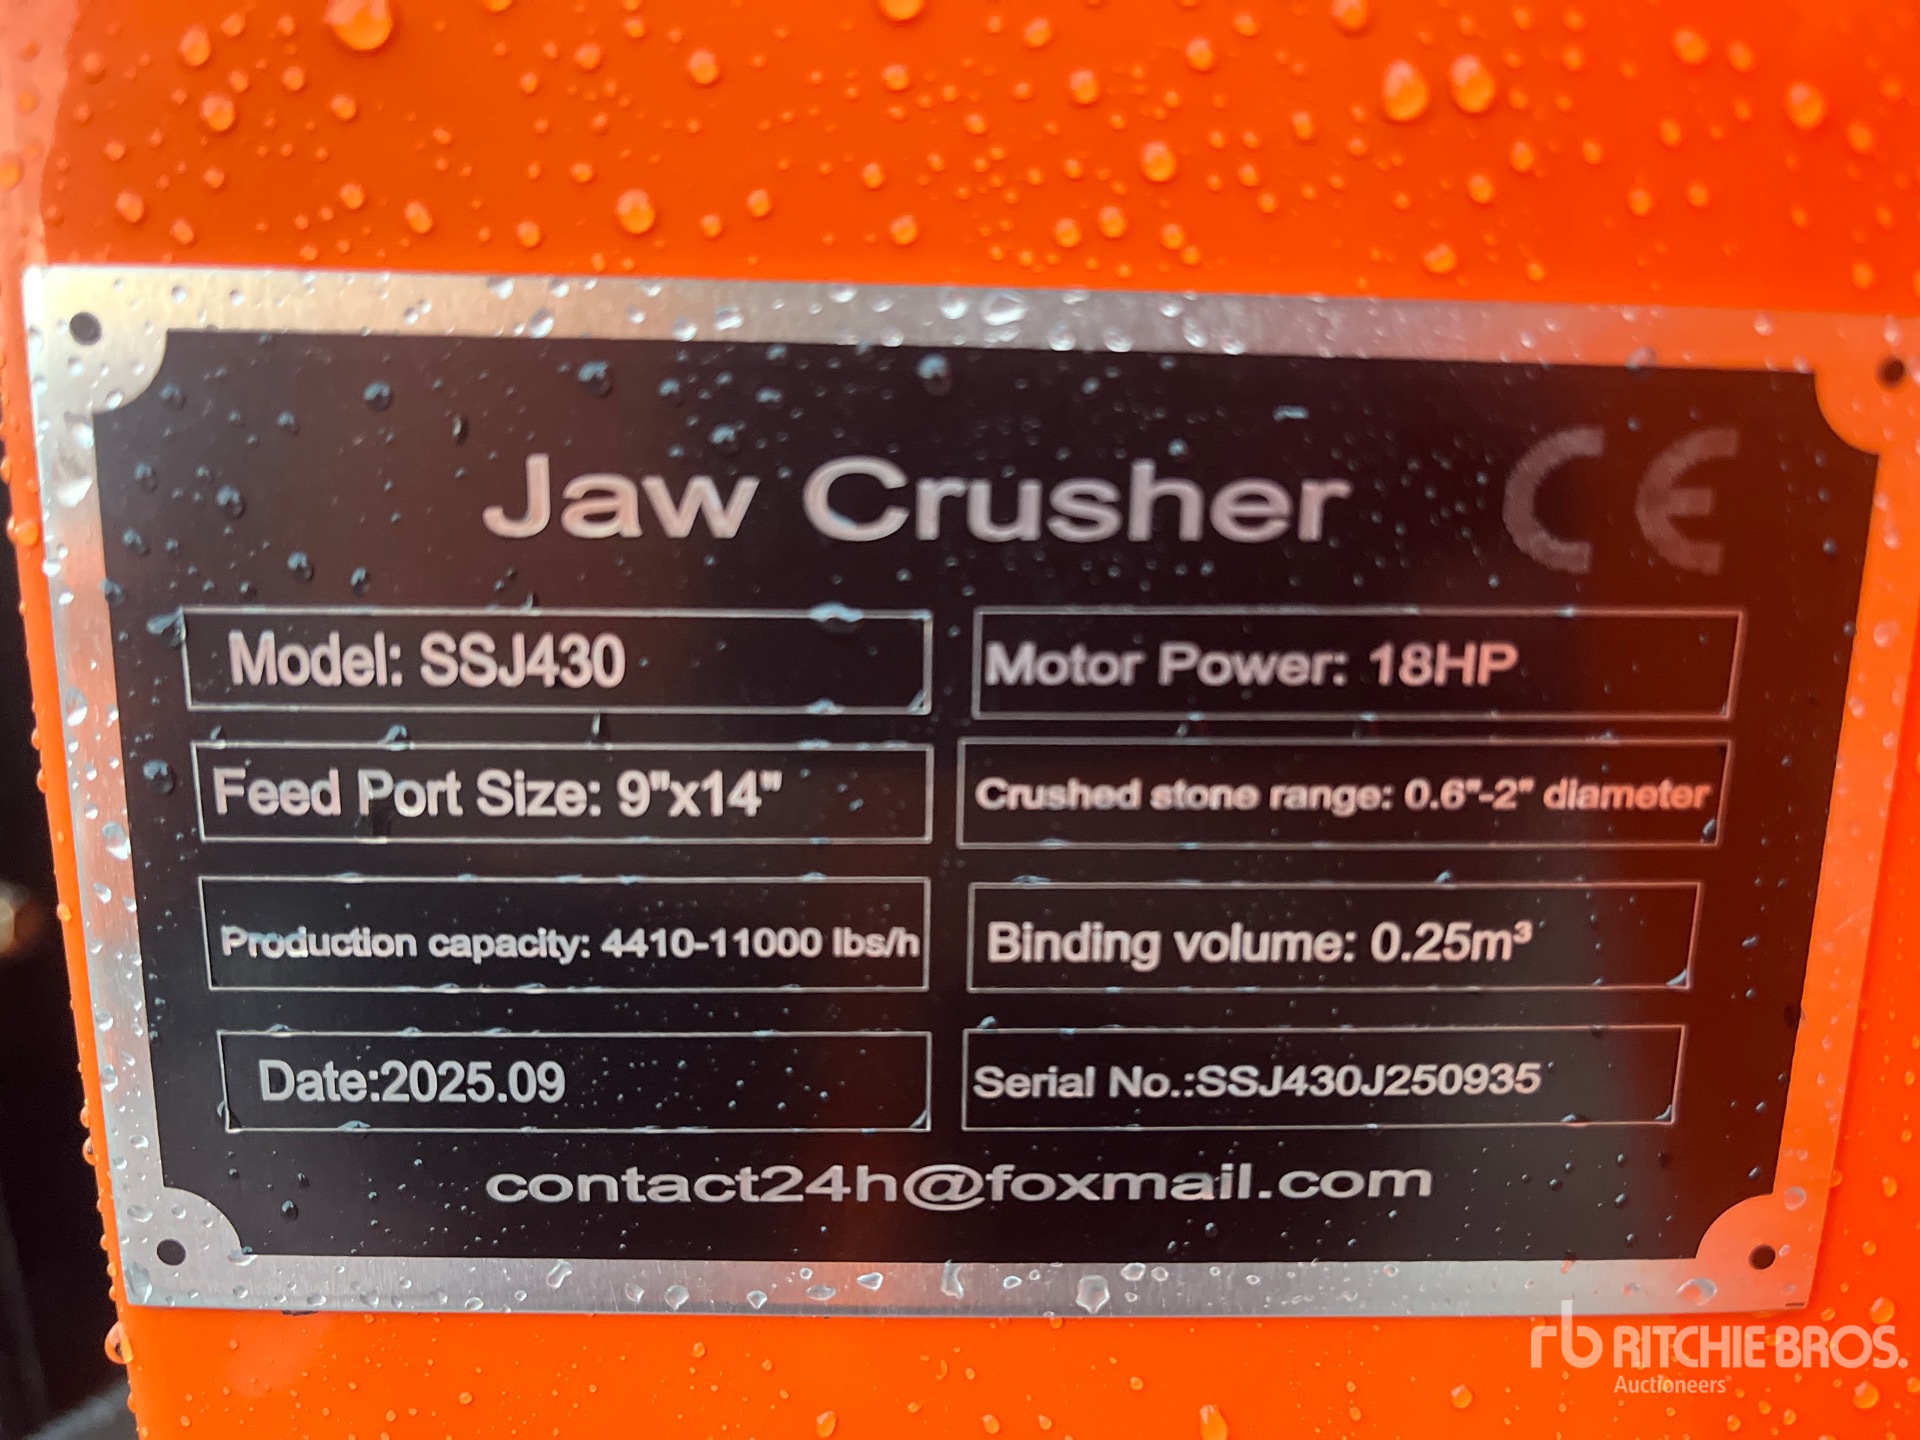 Jaw Crusher CE
Model: SSJ430
Motor Power: 18HP
Feed Port Size: 9"x14"
Crushed stone range: 0.6"-2" diameter
Production capacity: 4410-11000 lbs/h
Binding volume: 0.25m³
Date:2025.09
Serial No.:SSJ430J250935
contact24h@foxmail.com
rb RITCHIE BROS.
Auctioneers